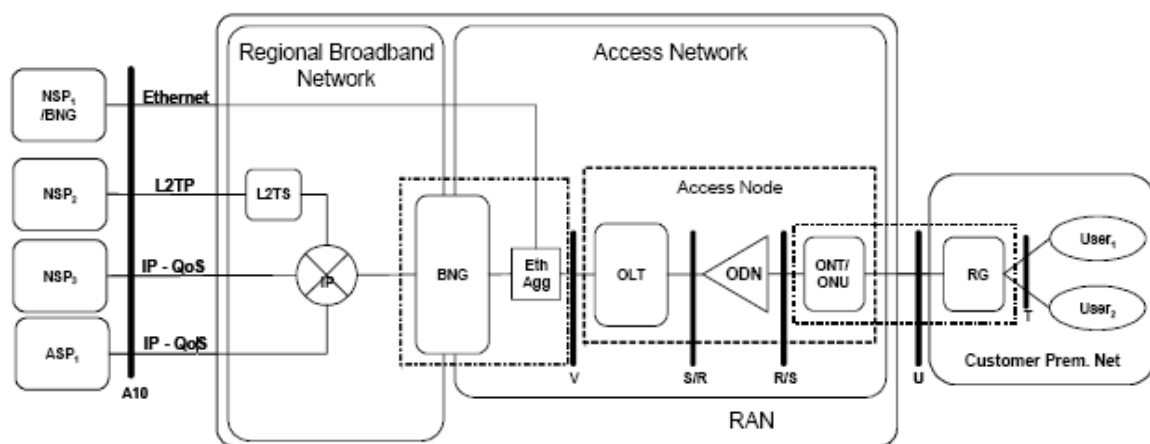 Regional Broadband
Network
Access Network
NSP₁
/BNG
Ethernet
NSP₂
L2TP
L2TS
Access Node
NSP₃
IP - QoS
IP
BNG
Eth
Agg
OLT
ODN
ONT/
ONU
RG
User₁
User₂
T
ASP₁
IP - QoS
Customer Prem. Net
A10
V
S/R
R/S
U
RAN